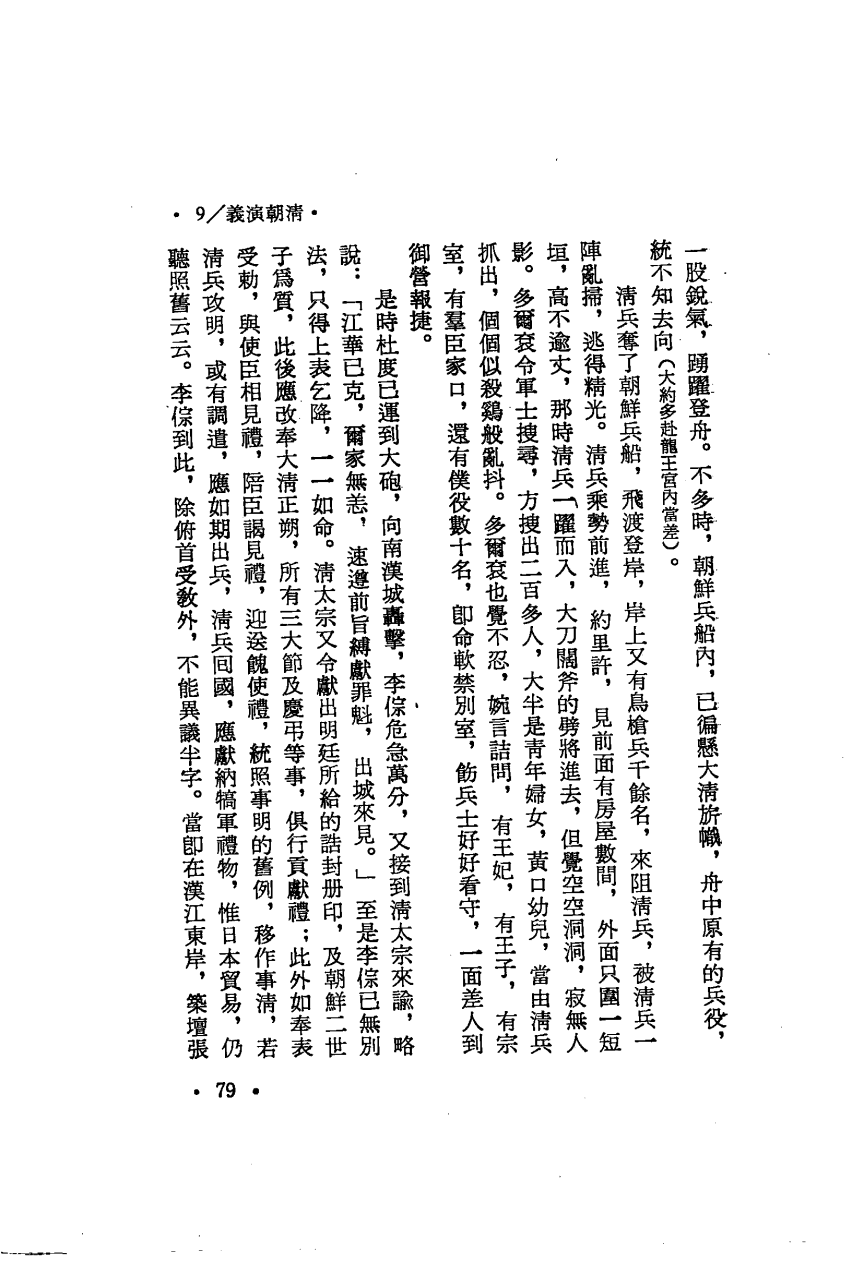 •清朝演義/9•
一股銳氣，踴躍登舟。不多時，朝鮮兵船內，已徧懸大清旂幟，舟中原有的兵役，
統不知去向（大約多赴龍王宮內當差）。
清兵奪了朝鮮兵船，飛渡登岸，岸上又有鳥槍兵千餘名，來阻清兵，被清兵一
陣亂掃，逃得精光。清兵乘勢前進，約里許，見前面有房屋數間，外面只圍一短
垣，高不逾丈，那時清兵一躍而入，大刀闊斧的劈將進去，但覺空空洞洞，寂無人
影。多爾袞令軍士搜尋，方搜出二百多人，大半是青年婦女，黃口幼兒，當由清兵
抓出，個個似殺鷄般亂抖。多爾袞也覺不忍，婉言詰問，有王妃，有王子，有宗
室，有羣臣家口，還有僕役數十名，卽命軟禁別室，飭兵士好好看守，一面差人到
御營報捷。
是時杜度已運到大砲，向南漢城轟擊，李倧危急萬分，又接到清太宗來諭，略
說：「江華已克，爾家無恙，速遵前旨縛獻罪魁，出城來見。」至是李倧已無別
法，只得上表乞降，一一如命。清太宗又令獻出明廷所給的誥封册印，及朝鮮二世
子爲質，此後應改奉大清正朔，所有三大節及慶弔等事，俱行貢獻禮；此外如奉表
受勅，與使臣相見禮，陪臣謁見禮，迎送餽使禮，統照事明的舊例，移作事清，若
清兵攻明，或有調遣，應如期出兵，清兵回國，應獻納犒軍禮物，惟日本貿易，仍
聽照舊云云。李倧到此，除俯首受敎外，不能異議半字。當卽在漢江東岸，築壇張
•79•